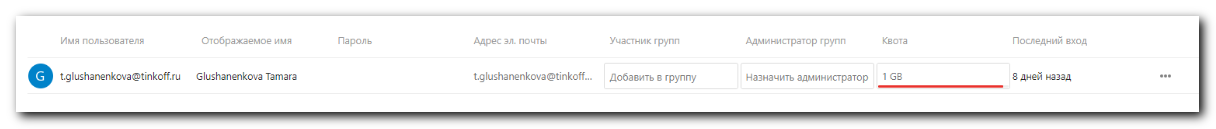 Имя пользователя Отображаемое имя Пароль Адрес эл. почты Участник групп Администратор групп Квота Последний вход
G t.glushanenkova@tinkoff.ru Glushanenkova Tamara t.glushanenkova@tinkoff... Добавить в группу Назначить администратор 1 GB 8 дней назад •••